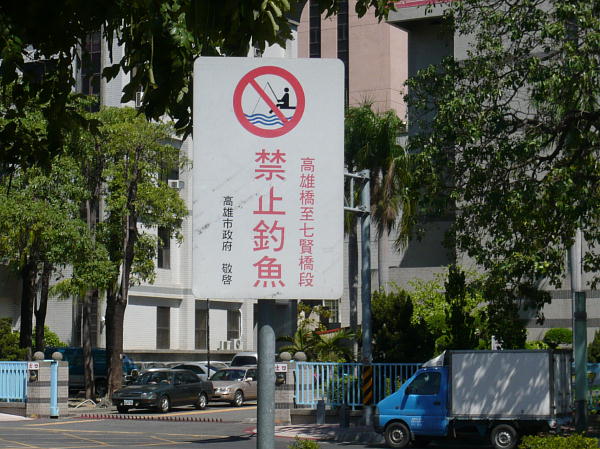 高雄橋至七賢橋段
禁止釣魚
高雄市政府 敬啓